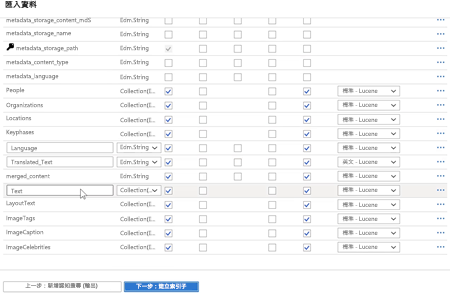 匯入資料
metadata_storage_content_md5 Edm.String
metadata_storage_name Edm.String
metadata_storage_path Edm.String
metadata_content_type Edm.String
metadata_language Edm.String
People Collection(E... 標準 - Lucene
Organizations Collection(E... 標準 - Lucene
Locations Collection(E... 標準 - Lucene
Keyphases Collection(E... 標準 - Lucene
Language Edm.String 標準 - Lucene
Translated_Text Edm.String 英文 - Lucene
merged_content Edm.String 標準 - Lucene
Text Collection(... 標準 - Lucene
LayoutText Collection(E... 標準 - Lucene
ImageTags Collection(E... 標準 - Lucene
ImageCaption Collection(E... 標準 - Lucene
ImageCelebrities Collection(E... 標準 - Lucene
上一步：新增認知搜尋 (輸出) 下一步：建立索引子